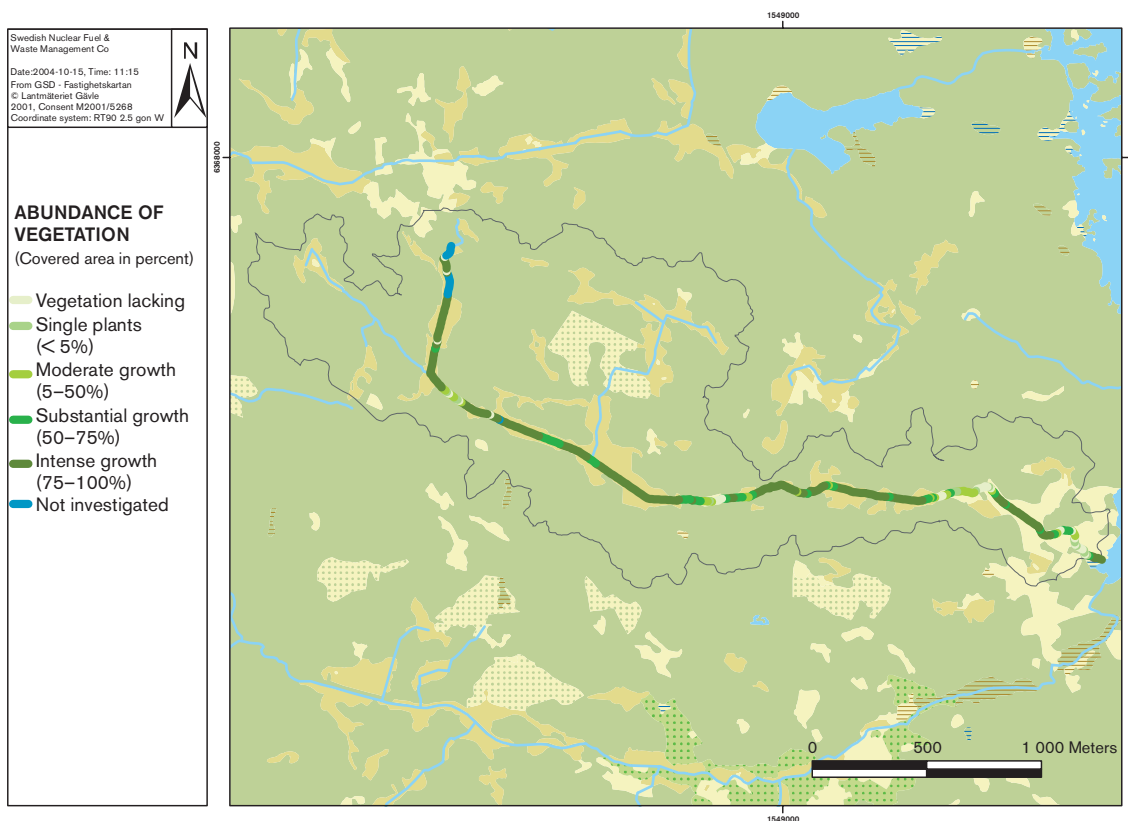 Swedish Nuclear Fuel &
Waste Management Co
Date:2004-10-15, Time: 11:15
From GSD - Fastighetskartan
© Lantmäteriet Gävle
2001, Consent M2001/5268
Coordinate system: RT90 2.5 gon W
N
ABUNDANCE OF
VEGETATION
(Covered area in percent)
Vegetation lacking
Single plants
(< 5%)
Moderate growth
(5–50%)
Substantial growth
(50–75%)
Intense growth
(75–100%)
Not investigated
1549000
6368000
0 500 1 000 Meters
1549000